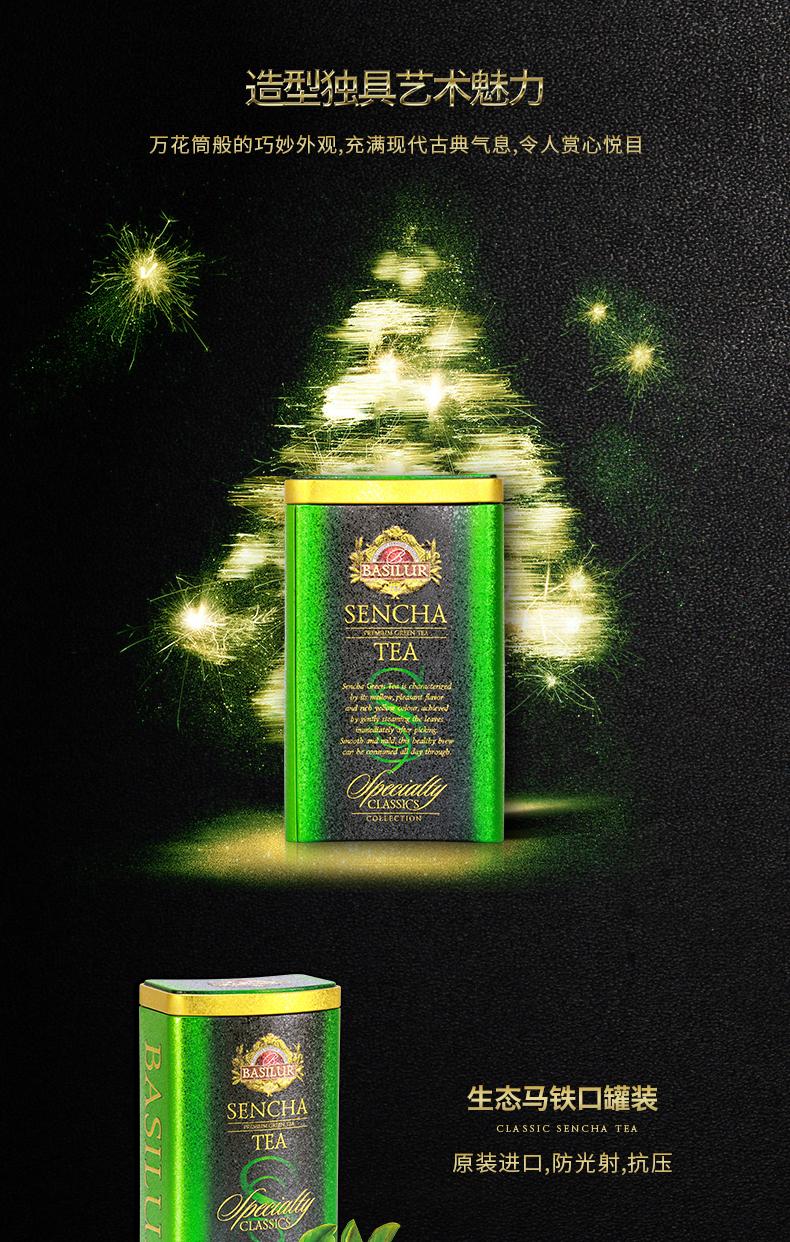 造型独具艺术魅力
万花筒般的巧妙外观,充满现代古典气息,令人赏心悦目
BASILUR
SENCHA
PREMIUM GREEN TEA
TEA
Sencha Green Tea is characterized
by its mellow, pleasant flavor
and rich yellow colour, achieved
by gently steaming the leaves
immediately after picking.
Smooth and mild, this healthy brew
can be consumed all day through.
Specialty
CLASSICS
COLLECTION
BASILUR
BASILUR
SENCHA
PREMIUM GREEN TEA
TEA
Specialty
CLASSICS
生态马铁口罐装
CLASSIC SENCHA TEA
原装进口,防光射,抗压